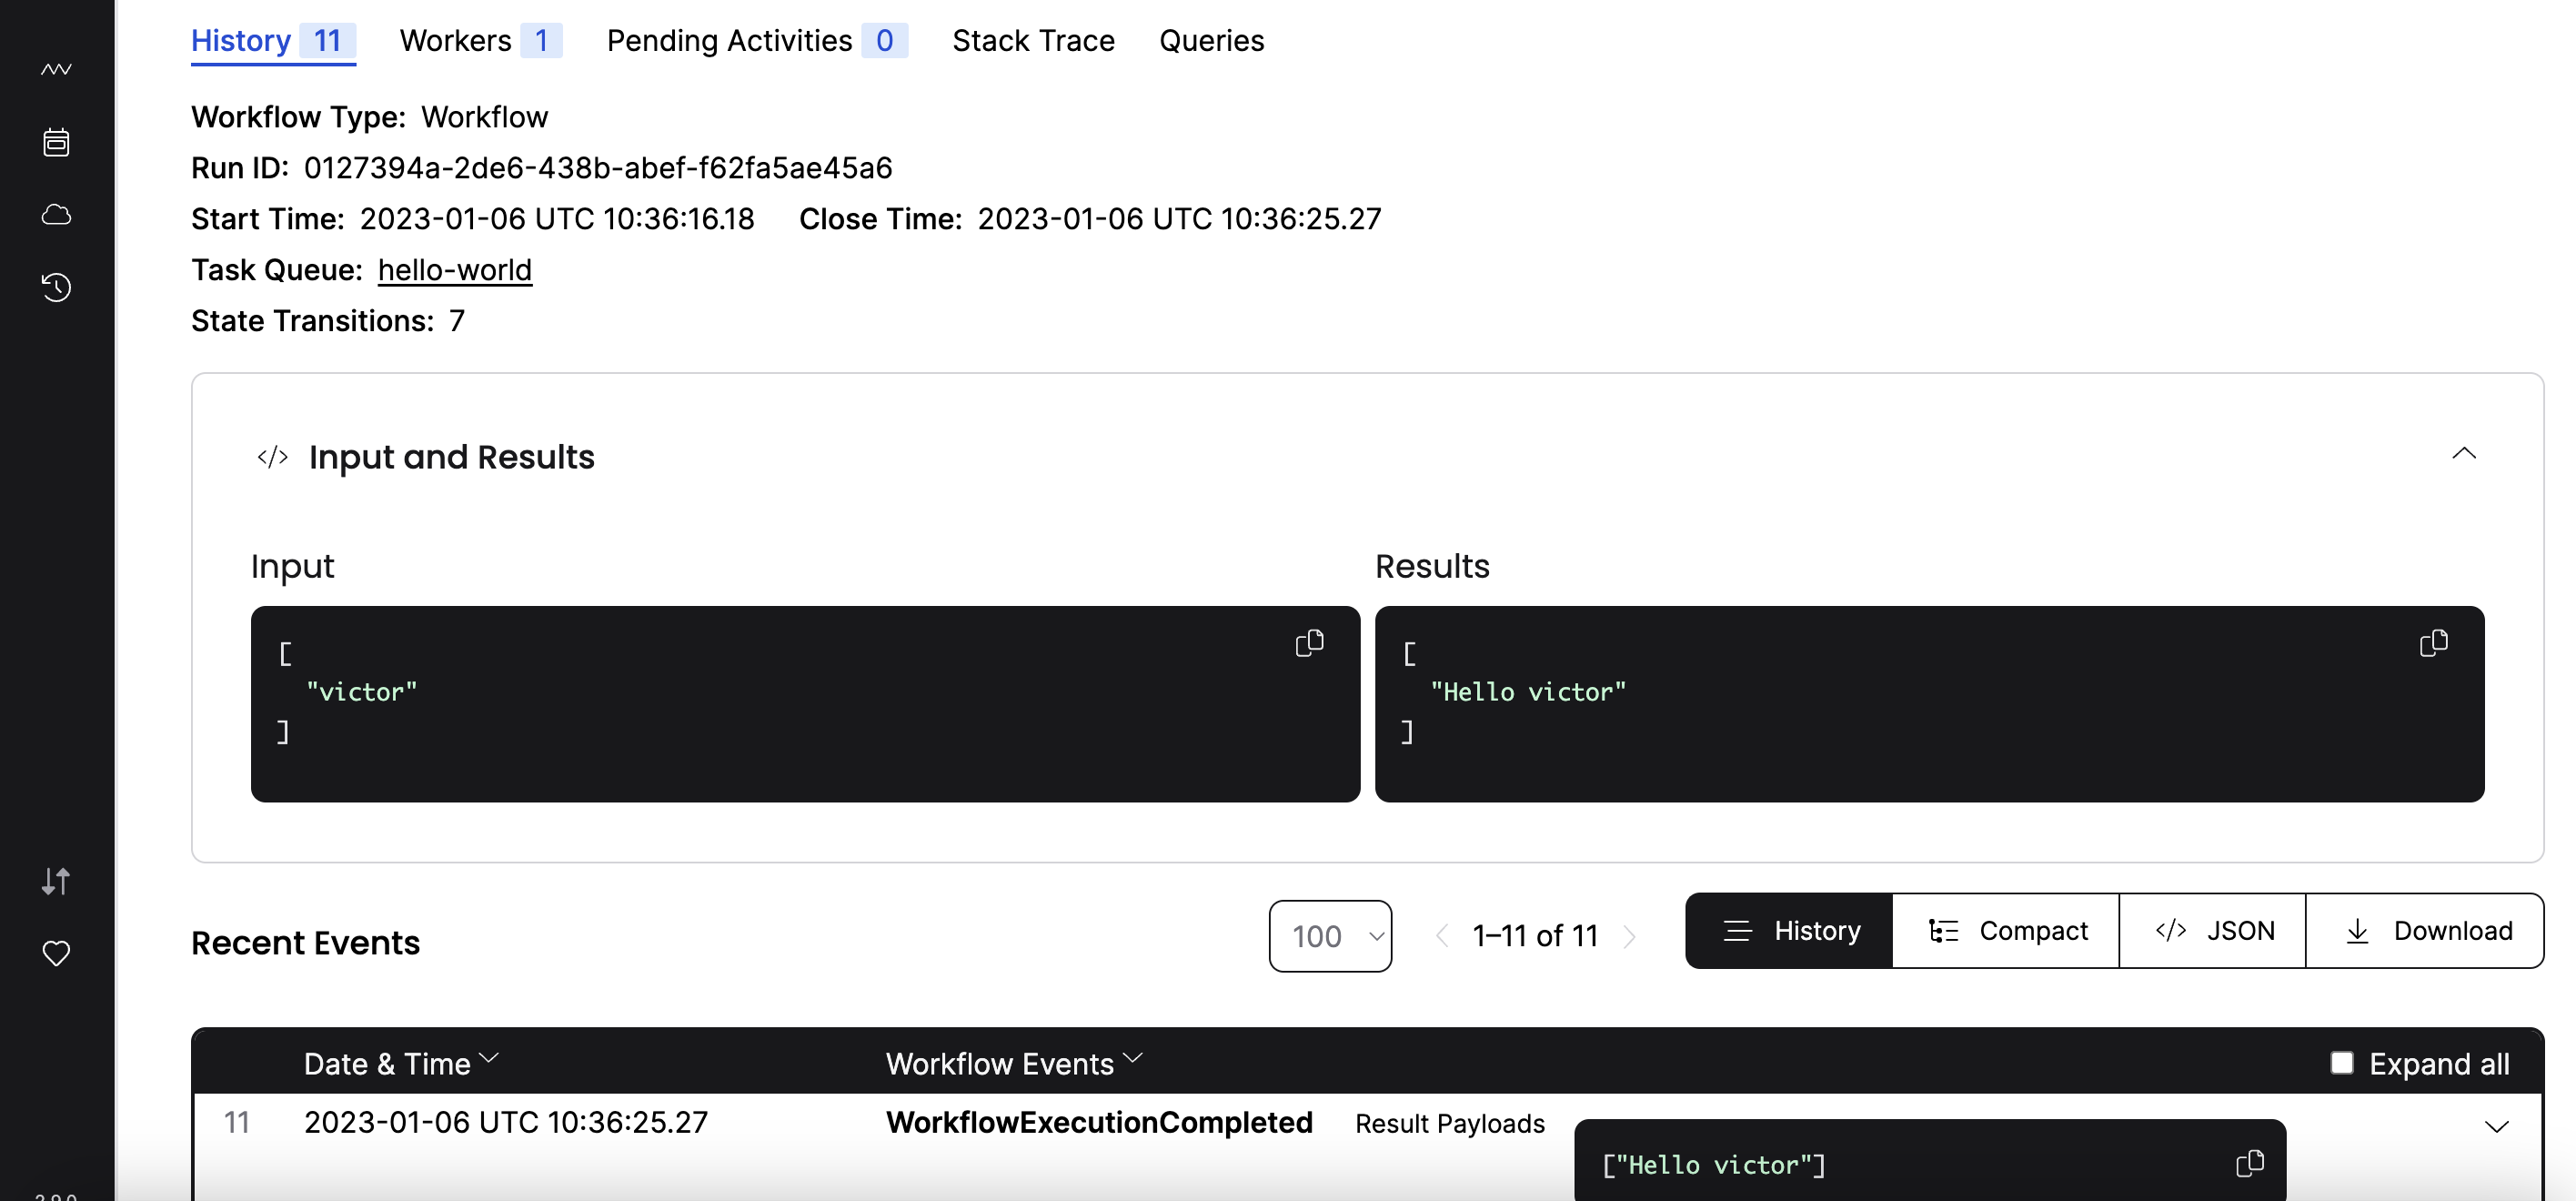 History 11 Workers 1 Pending Activities 0 Stack Trace Queries
Workflow Type: Workflow
Run ID: 0127394a-2de6-438b-abef-f62fa5ae45a6
Start Time: 2023-01-06 UTC 10:36:16.18 Close Time: 2023-01-06 UTC 10:36:25.27
Task Queue: hello-world
State Transitions: 7
</> Input and Results
Input Results
[ [
"victor" "Hello victor"
] ]
Recent Events 100 1–11 of 11 History Compact </> JSON Download
Date & Time Workflow Events Expand all
11 2023-01-06 UTC 10:36:25.27 WorkflowExecutionCompleted Result Payloads
["Hello victor"]